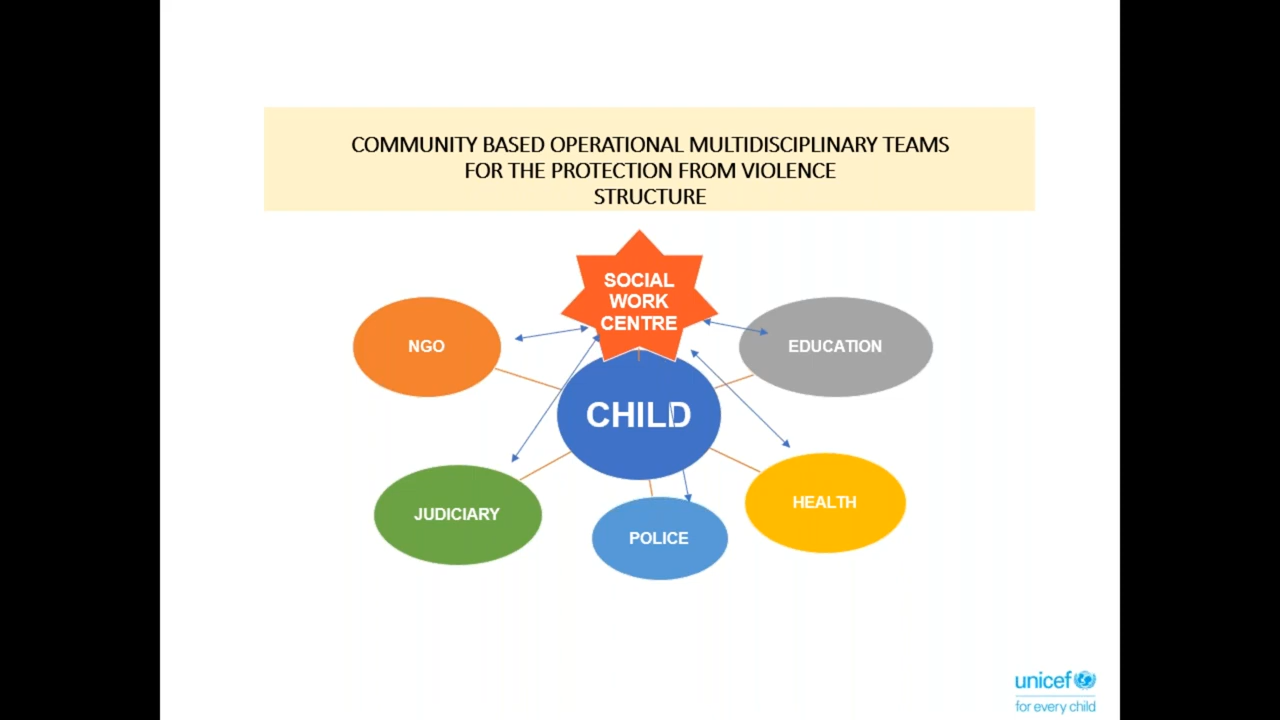 COMMUNITY BASED OPERATIONAL MULTIDISCIPLINARY TEAMS
FOR THE PROTECTION FROM VIOLENCE
STRUCTURE
SOCIAL
WORK
CENTRE
NGO
EDUCATION
CHILD
JUDICIARY
HEALTH
POLICE
unicef
for every child